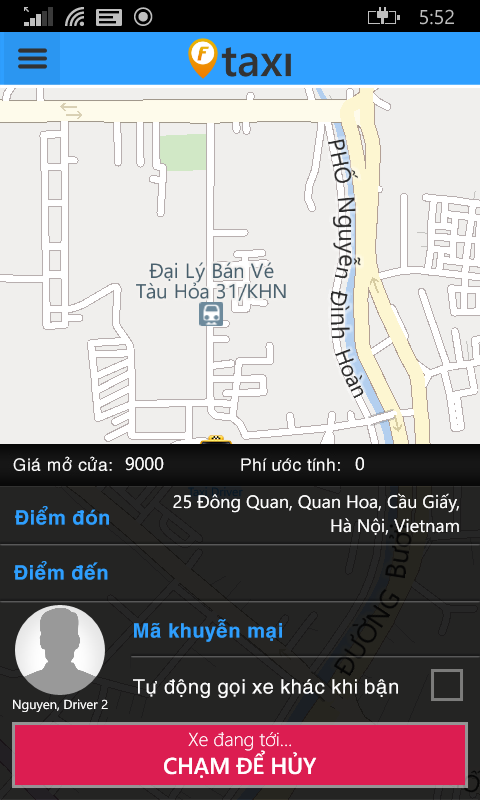 5:52
F taxi
PHỐ Nguyễn Đình Hoàn
Đại Lý Bán Vé
Tàu Hỏa 31/KHN
Giá mở cửa: 9000 Phí ước tính: 0
Điểm đón
25 Đông Quan, Quan Hoa, Cầu Giấy,
Hà Nội, Vietnam
Điểm đến
ĐƯỜNG Bưở
Mã khuyễn mại
Tự động gọi xe khác khi bận
Nguyen, Driver 2
Xe đang tới...
CHẠM ĐỂ HỦY